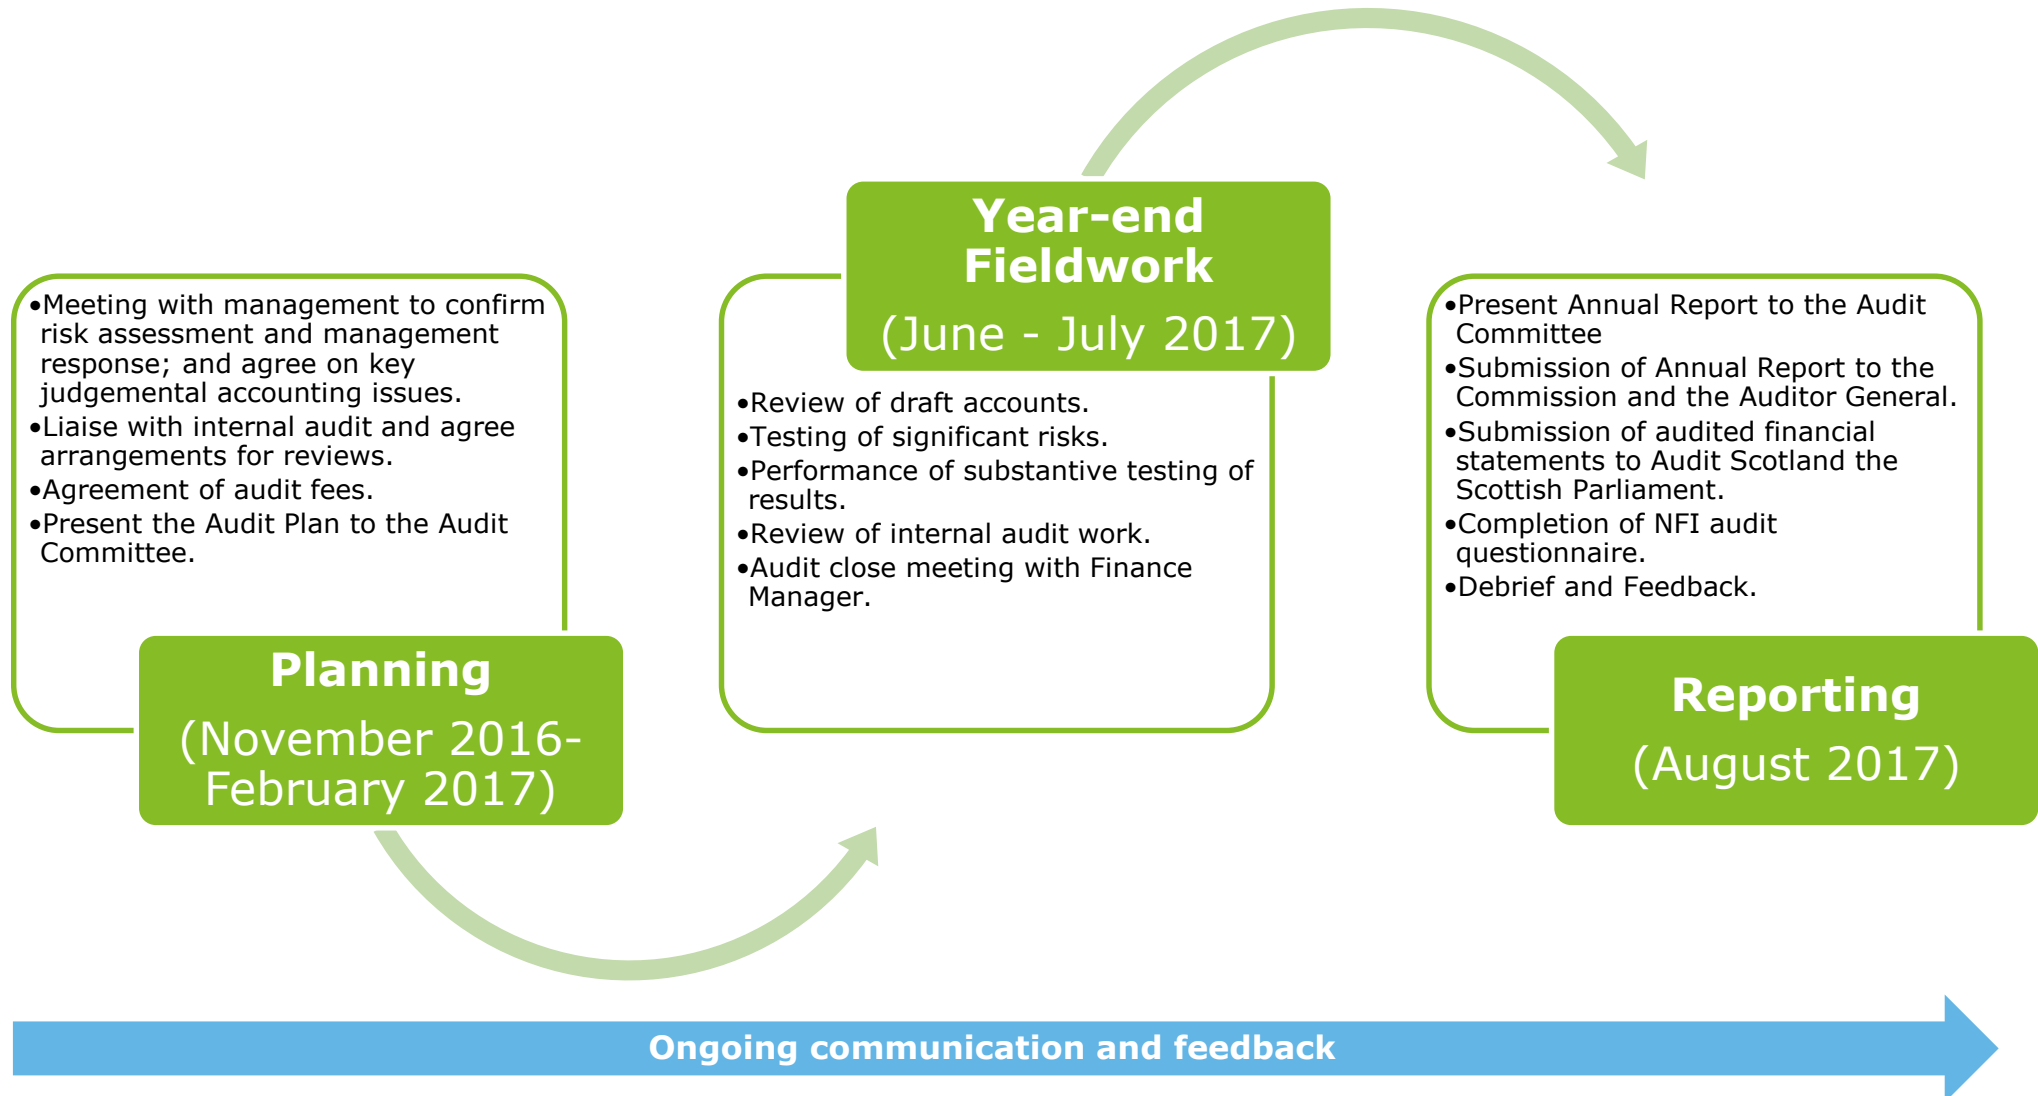 •Meeting with management to confirm
risk assessment and management
response; and agree on key
judgemental accounting issues.
•Liaise with internal audit and agree
arrangements for reviews.
•Agreement of audit fees.
•Present the Audit Plan to the Audit
Committee.
Planning
(November 2016-
February 2017)
Year-end
Fieldwork
(June - July 2017)
•Review of draft accounts.
•Testing of significant risks.
•Performance of substantive testing of
results.
•Review of internal audit work.
•Audit close meeting with Finance
Manager.
•Present Annual Report to the Audit
Committee
•Submission of Annual Report to the
Commission and the Auditor General.
•Submission of audited financial
statements to Audit Scotland the
Scottish Parliament.
•Completion of NFI audit
questionnaire.
•Debrief and Feedback.
Reporting
(August 2017)
Ongoing communication and feedback